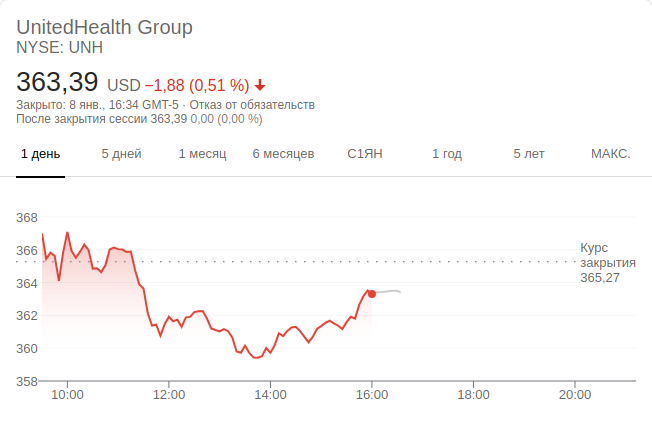 UnitedHealth Group
NYSE: UNH
363,39 USD −1,88 (0,51 %)
Закрыто: 8 янв., 16:34 GMT-5 · Отказ от обязательств
После закрытия сессии 363,39 0,00 (0,00 %)
1 день 5 дней 1 месяц 6 месяцев С1ЯН 1 год 5 лет МАКС.
368
366
364
362
360
358
Курс
закрытия
365,27
10:00 12:00 14:00 16:00 18:00 20:00